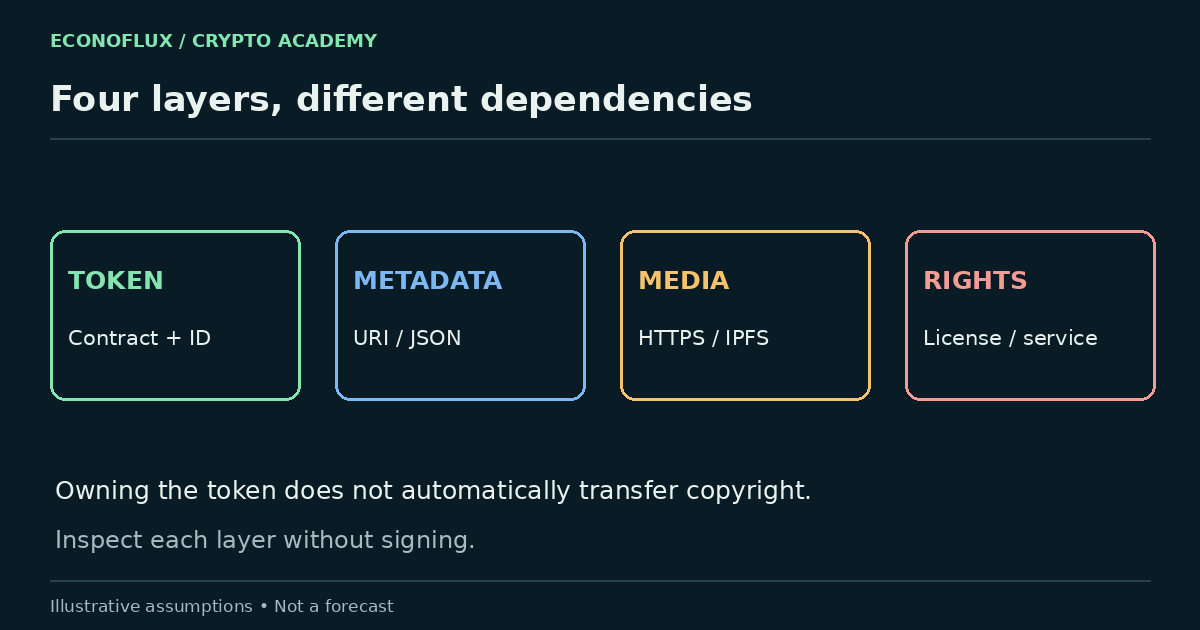 ECONOFLUX / CRYPTO ACADEMY
Four layers, different dependencies
TOKEN
Contract + ID
METADATA
URI / JSON
MEDIA
HTTPS / IPFS
RIGHTS
License / service
Owning the token does not automatically transfer copyright.
Inspect each layer without signing.
Illustrative assumptions • Not a forecast